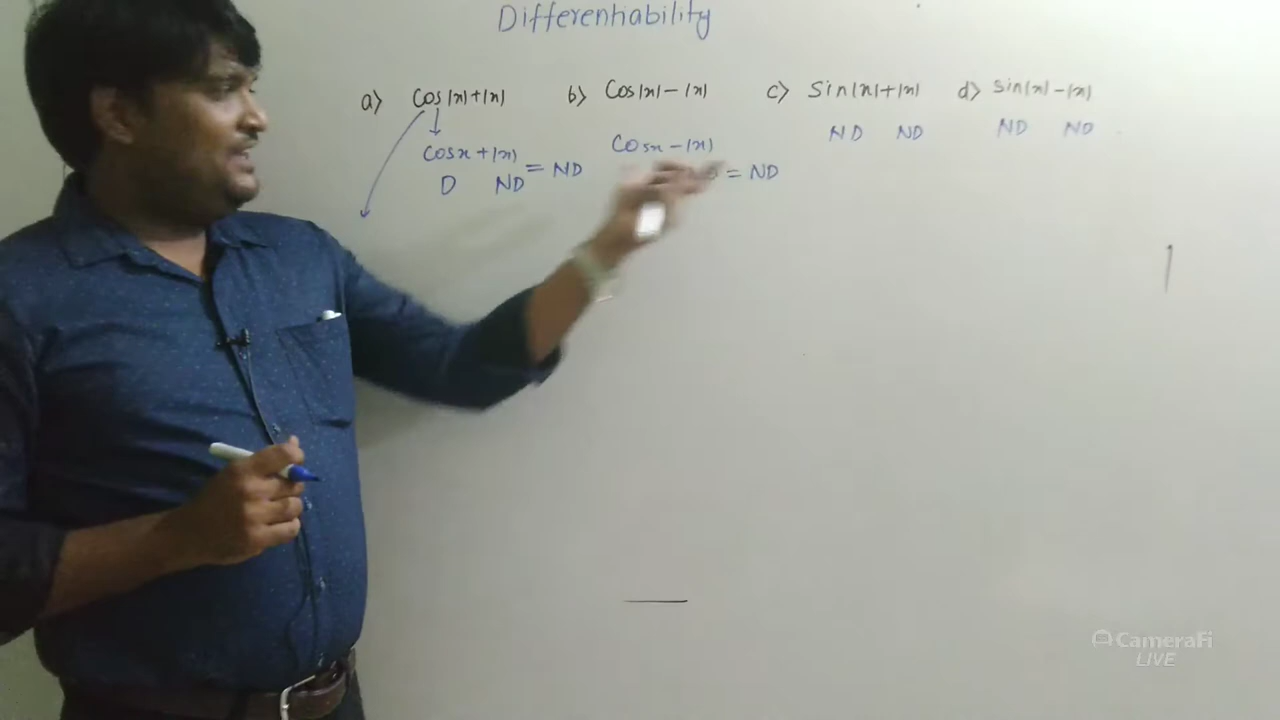 Differentiability
a) Cos|x|+|x| b) Cos|x|-|x| c) Sin|x|+|x| d) Sin|x|-|x|
Cosx+|x| Cosx-|x| ND ND ND ND
D ND = ND = ND
CameraFi
LIVE